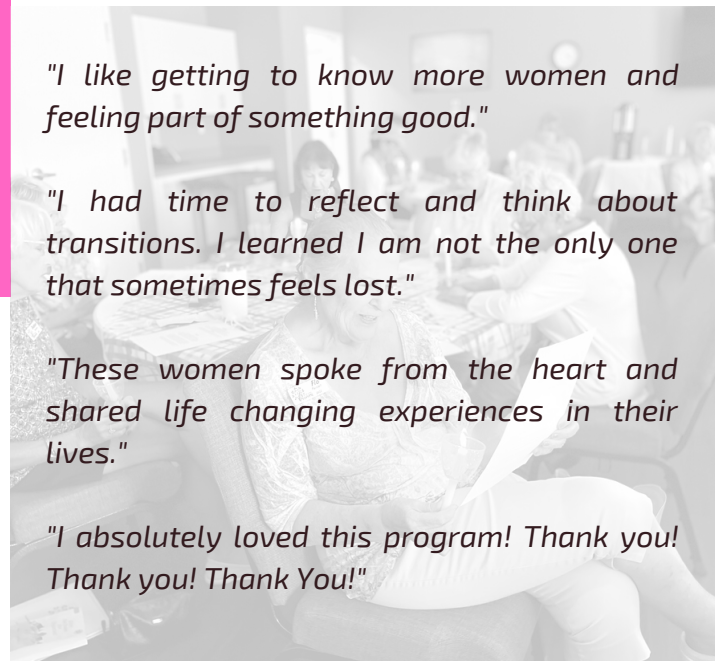 "I like getting to know more women and
feeling part of something good."
"I had time to reflect and think about
transitions. I learned I am not the only one
that sometimes feels lost."
"These women spoke from the heart and
shared life changing experiences in their
lives."
"I absolutely loved this program! Thank you!
Thank you! Thank You!"